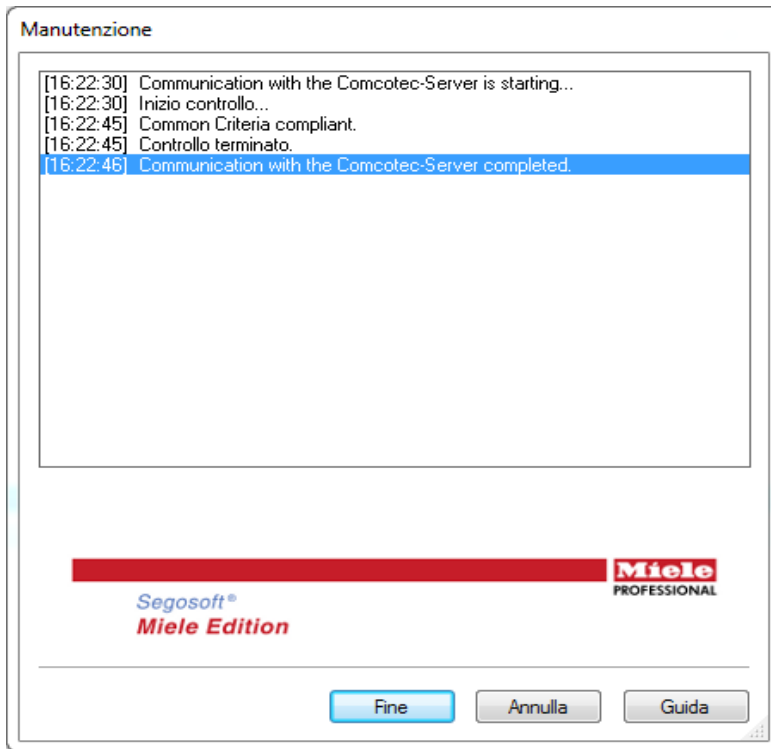 Manutenzione
[16:22:30] Communication with the Comcotec-Server is starting...
[16:22:30] Inizio controllo...
[16:22:45] Common Criteria compliant.
[16:22:45] Controllo terminato.
[16:22:46] Communication with the Comcotec-Server completed.
Miele
PROFESSIONAL
Segosoft®
Miele Edition
Fine Annulla Guida